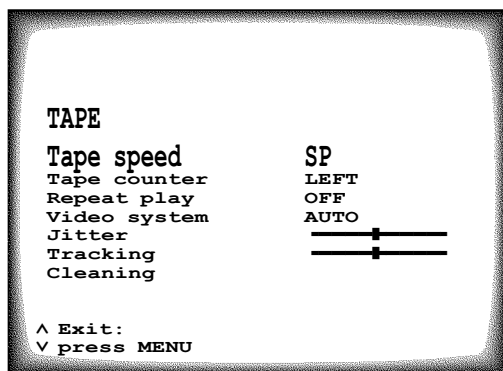 TAPE
Tape speed SP
Tape counter LEFT
Repeat play OFF
Video system AUTO
Jitter
Tracking
Cleaning
^ Exit:
v press MENU